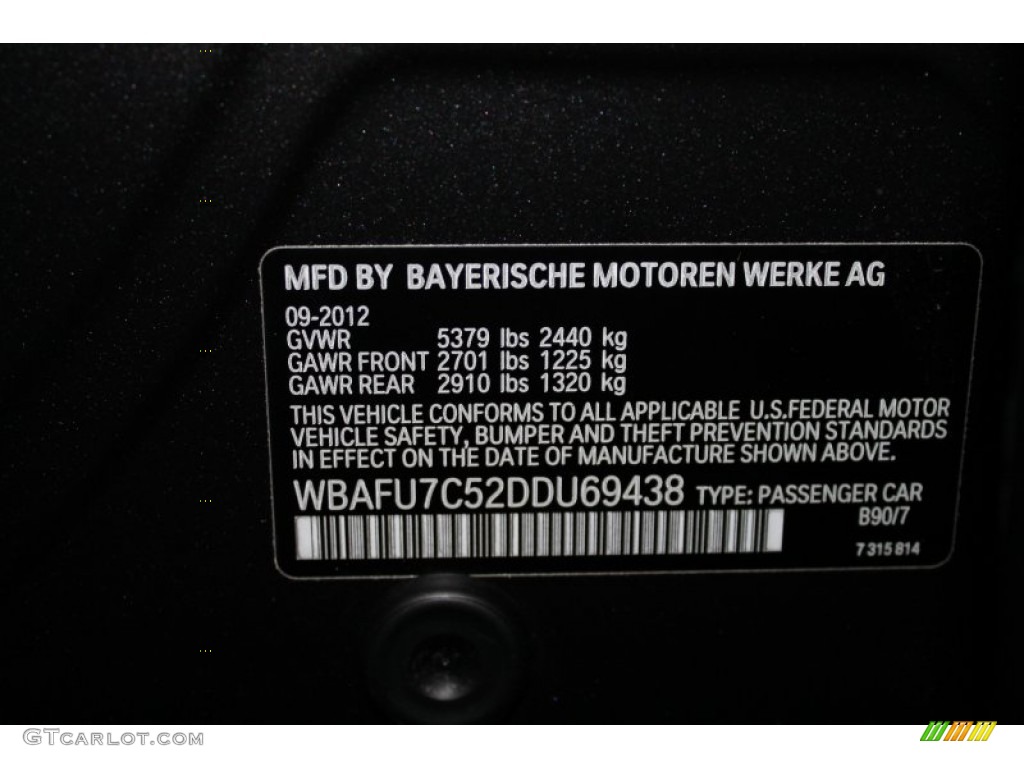 MFD BY BAYERISCHE MOTOREN WERKE AG
09-2012
GVWR 5379 lbs 2440 kg
GAWR FRONT 2701 lbs 1225 kg
GAWR REAR 2910 lbs 1320 kg
THIS VEHICLE CONFORMS TO ALL APPLICABLE U.S.FEDERAL MOTOR
VEHICLE SAFETY, BUMPER AND THEFT PREVENTION STANDARDS
IN EFFECT ON THE DATE OF MANUFACTURE SHOWN ABOVE.
WBAFU7C52DDU69438 TYPE: PASSENGER CAR
B90/7
7 315 814
GTCARLOT.COM